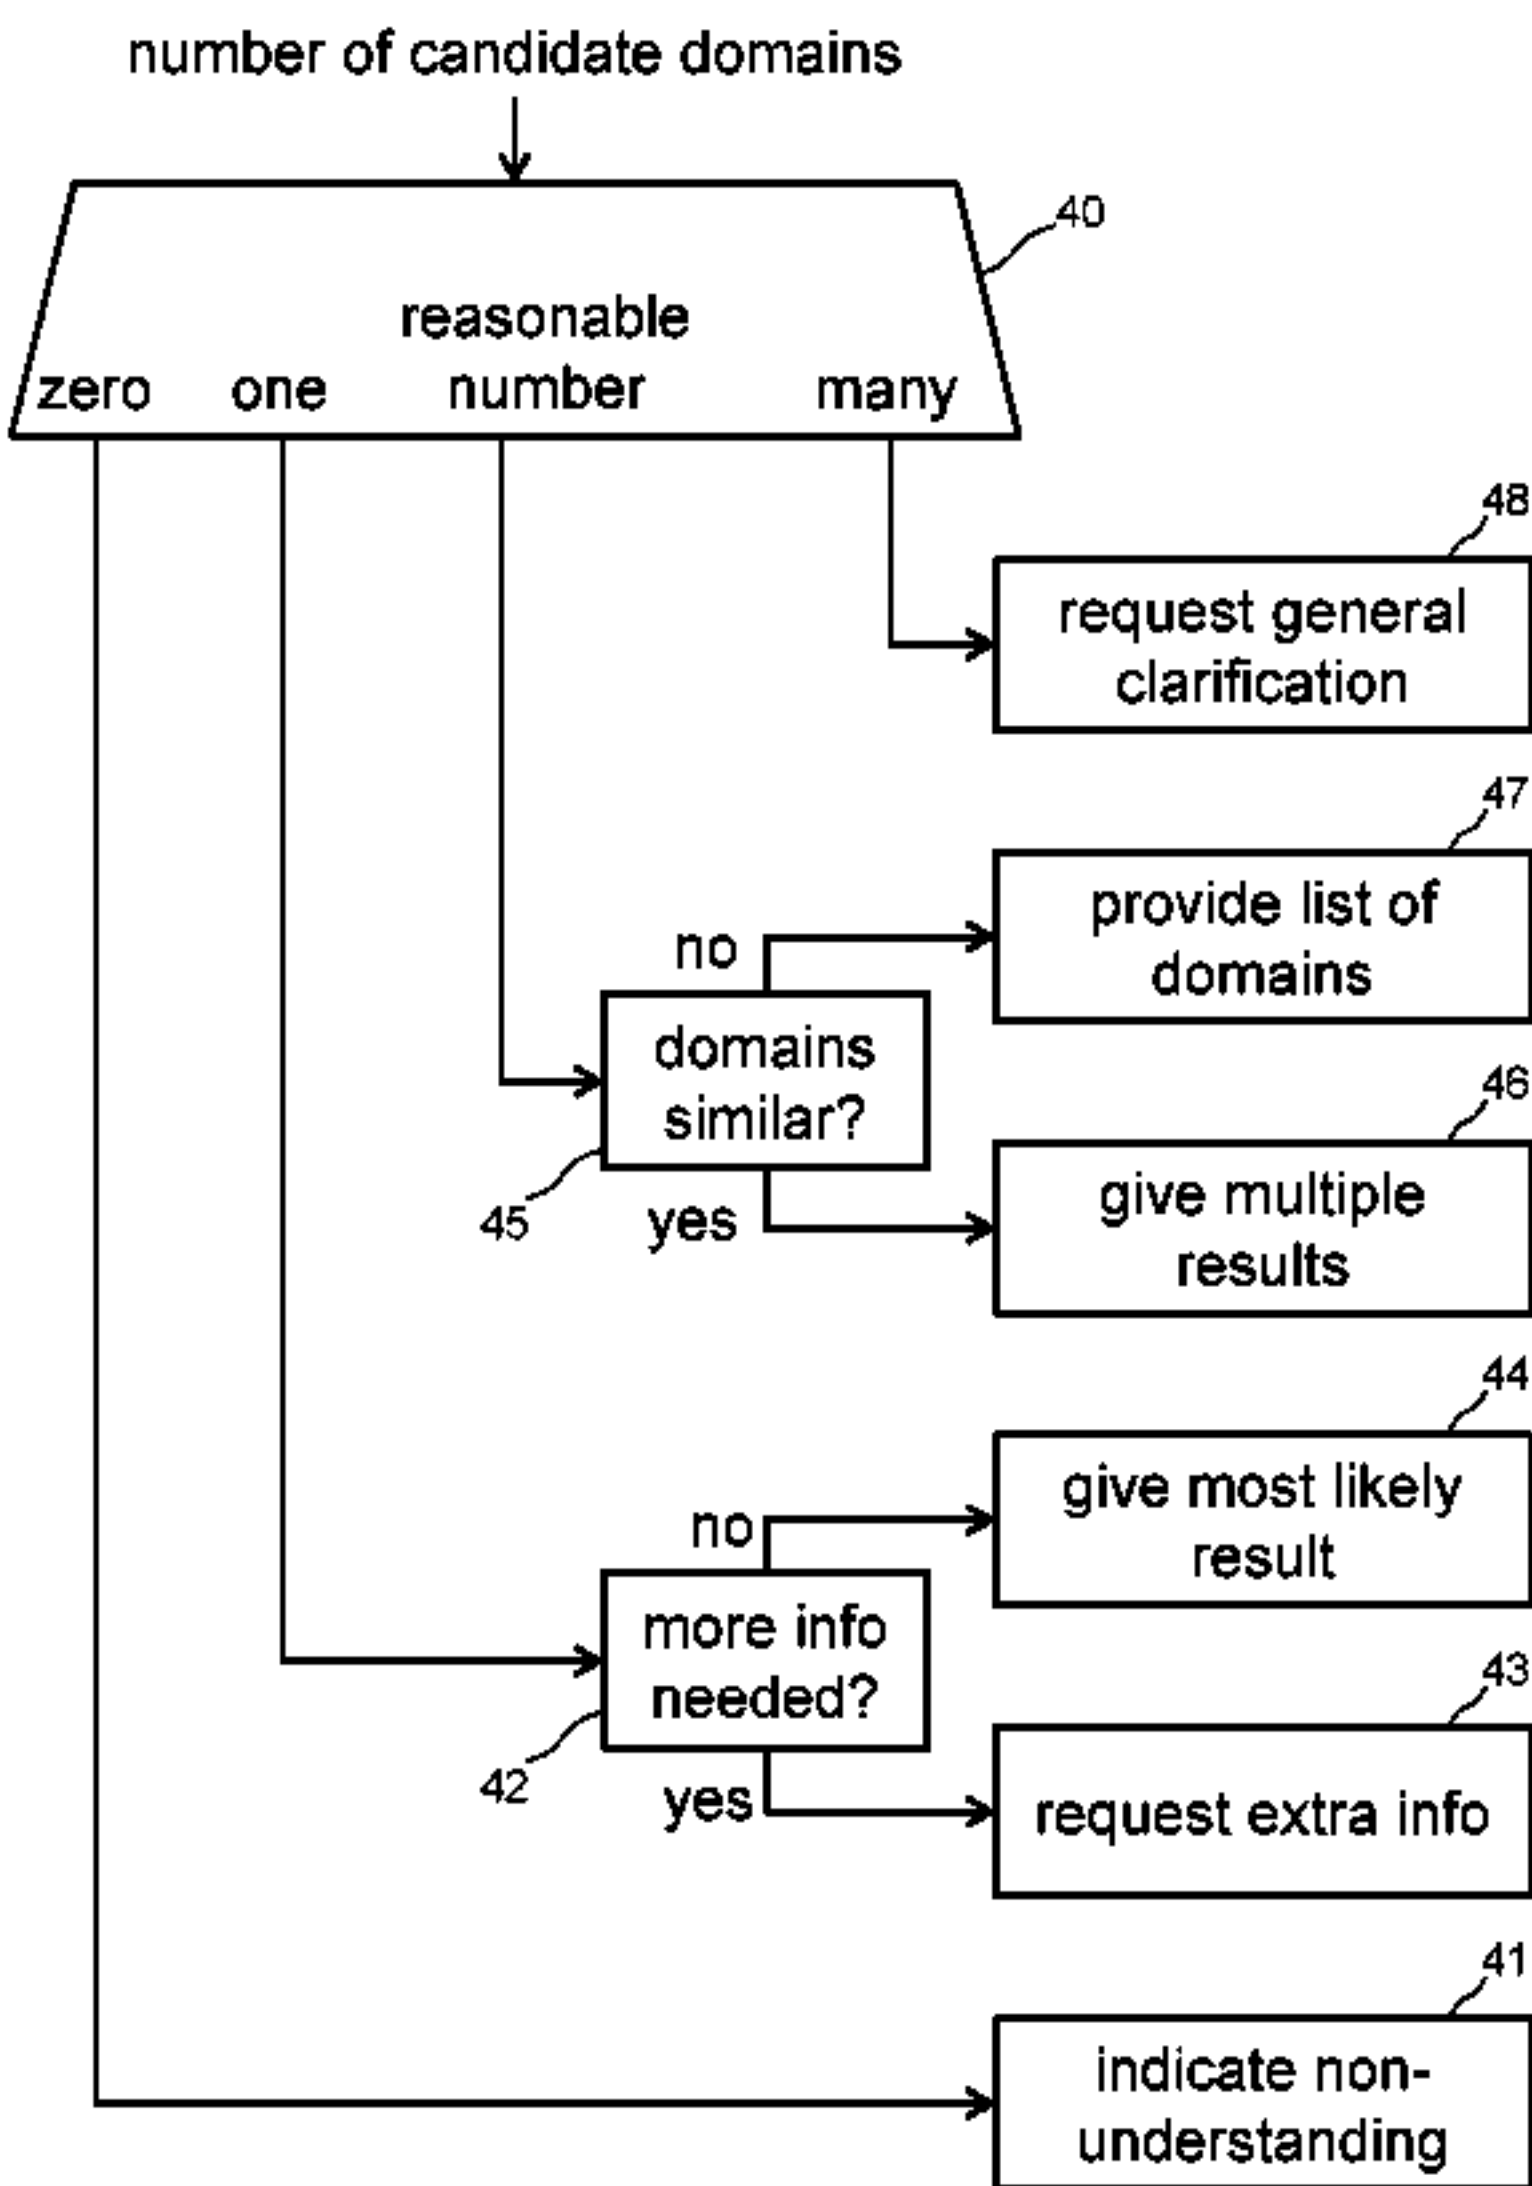 number of candidate domains
40
reasonable
zero one number many
48
request general
clarification
47
provide list of
domains
no
domains
similar?
46
give multiple
results
45
yes
44
give most likely
result
no
more info
needed?
43
42
yes
request extra info
41
indicate non-
understanding